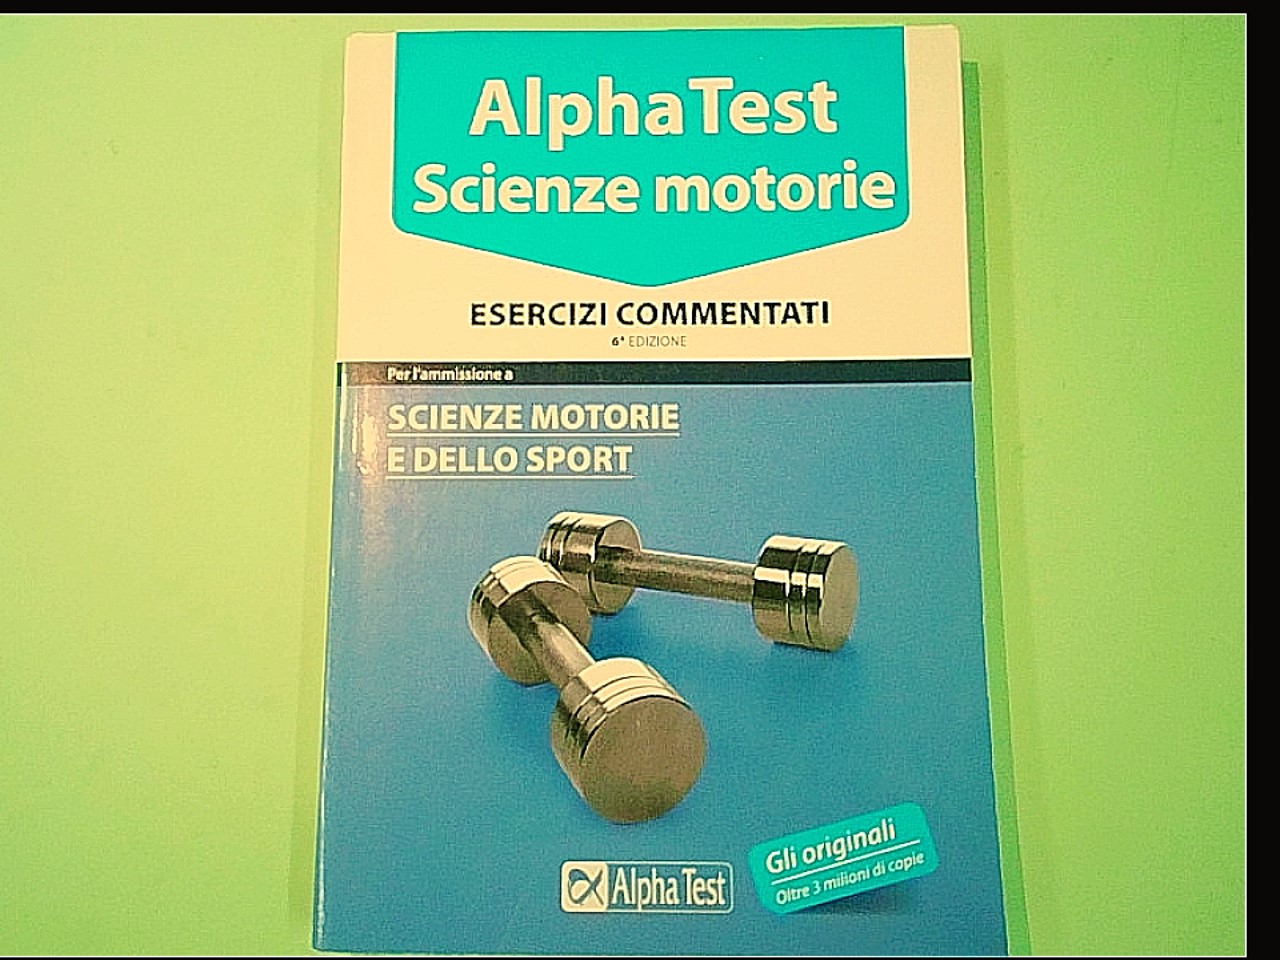 AlphaTest
Scienze motorie
ESERCIZI COMMENTATI
6ª EDIZIONE
Per l'ammissione a
SCIENZE MOTORIE
E DELLO SPORT
Gli originali
Oltre 3 milioni di copie
AlphaTest